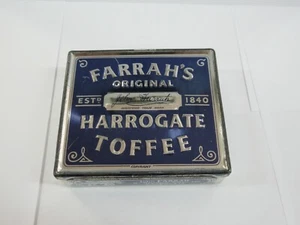 FARRAH'S
ORIGINAL
ESTD 1840
HARROGATE
TOFFEE